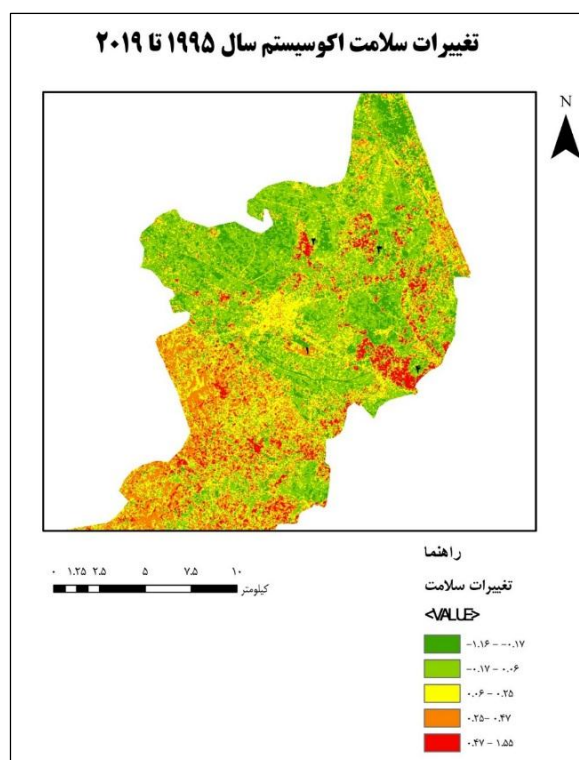 تغییرات سلامت اکوسیستم سال ۱۹۹۵ تا ۲۰۱۹
N
۰ ۱.۲۵ ۲.۵ ۵ ۷.۵ ۱۰
کیلومتر
راهنما
تغییرات سلامت
<VALUE>
-۱.۱۶ - -۰.۱۷
-۰.۱۷ - ۰.۰۶
۰.۰۶ - ۰.۲۵
۰.۲۵- ۰.۴۷
۰.۴۷ - ۱.۵۵